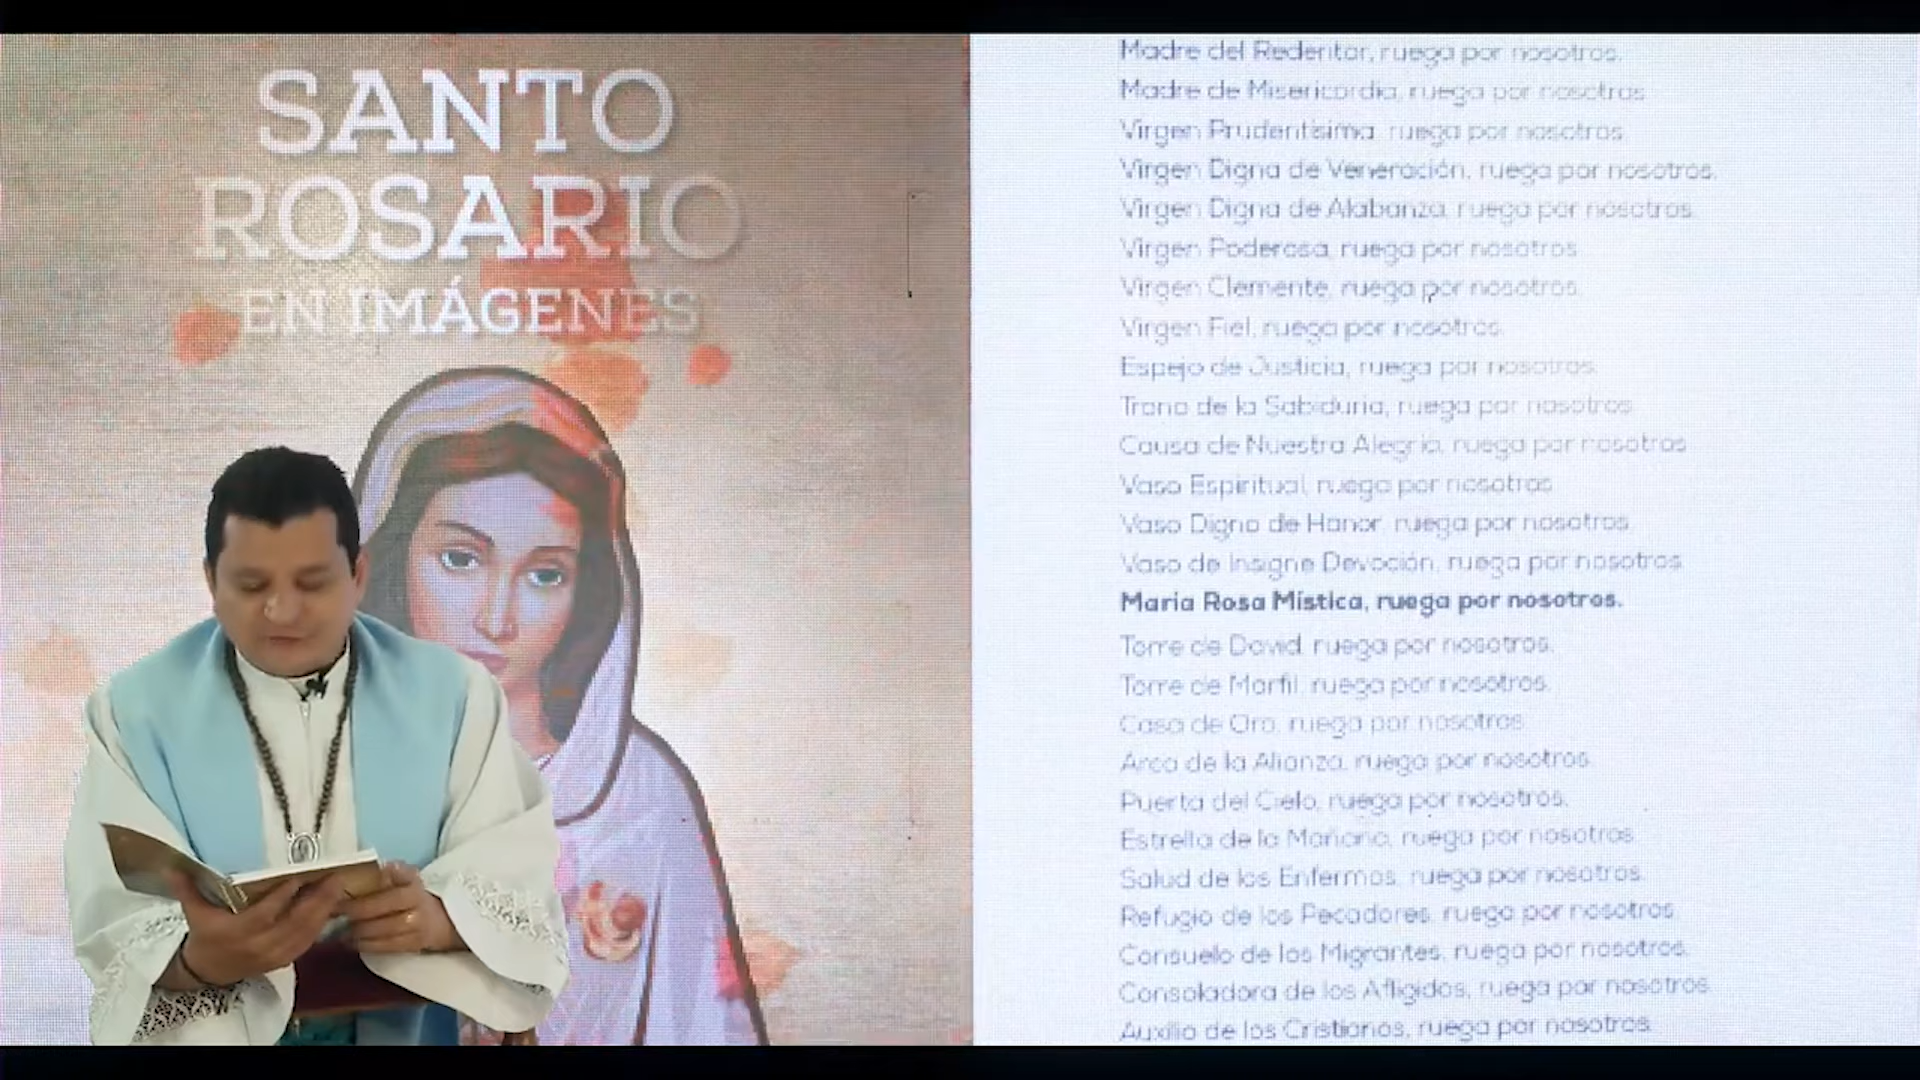 SANTO
ROSARIO
EN IMÁGENES
Madre del Redentor, ruega por nosotros.
Madre de Misericordia, ruega por nosotros.
Virgen Prudentísima, ruega por nosotros.
Virgen Digna de Veneración, ruega por nosotros.
Virgen Digna de Alabanza, ruega por nosotros.
Virgen Poderosa, ruega por nosotros.
Virgen Clemente, ruega por nosotros.
Virgen Fiel, ruega por nosotros.
Espejo de Justicia, ruega por nosotros.
Trono de la Sabiduría, ruega por nosotros.
Causa de Nuestra Alegría, ruega por nosotros.
Vaso Espiritual, ruega por nosotros.
Vaso Digno de Honor, ruega por nosotros.
Vaso de Insigne Devoción, ruega por nosotros.
María Rosa Mística, ruega por nosotros.
Torre de David, ruega por nosotros.
Torre de Marfil, ruega por nosotros.
Casa de Oro, ruega por nosotros.
Arca de la Alianza, ruega por nosotros.
Puerta del Cielo, ruega por nosotros.
Estrella de la Mañana, ruega por nosotros.
Salud de los Enfermos, ruega por nosotros.
Refugio de los Pecadores, ruega por nosotros.
Consuelo de los Migrantes, ruega por nosotros.
Consoladora de los Afligidos, ruega por nosotros.
Auxilio de los Cristianos, ruega por nosotros.